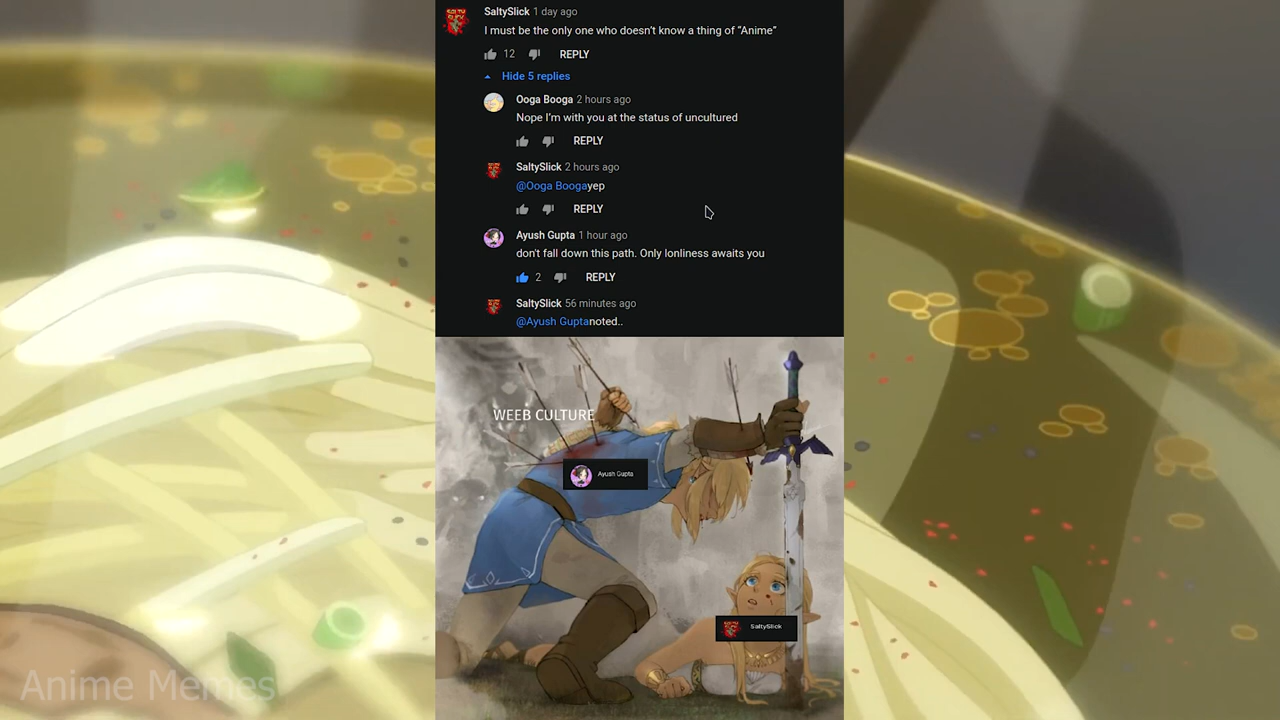 SaltySlick 1 day ago
I must be the only one who doesn't know a thing of “Anime”
12 REPLY
Hide 5 replies
Ooga Booga 2 hours ago
Nope I'm with you at the status of uncultured
REPLY
SaltySlick 2 hours ago
@Ooga Boogayep
REPLY
Ayush Gupta 1 hour ago
don't fall down this path. Only lonliness awaits you
2 REPLY
SaltySlick 56 minutes ago
@Ayush Guptanoted..
WEEB CULTURE
Ayush Gupta
SaltySlick
Anime Memes